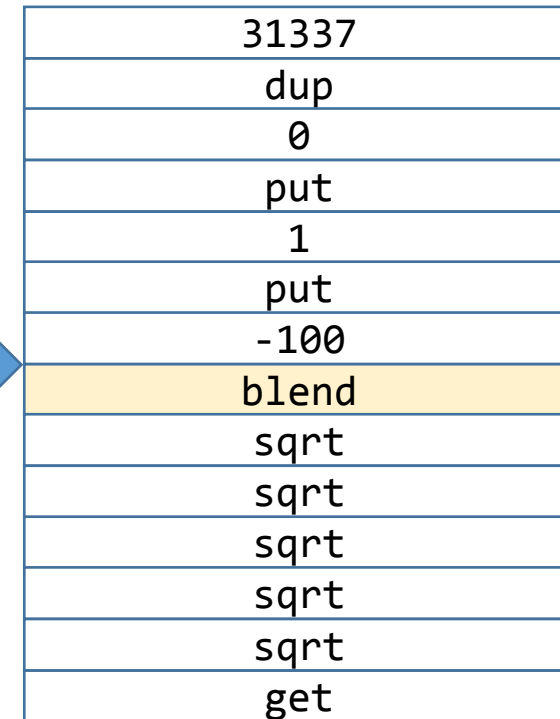 31337
dup
0
put
1
put
-100
blend
sqrt
sqrt
sqrt
sqrt
sqrt
get